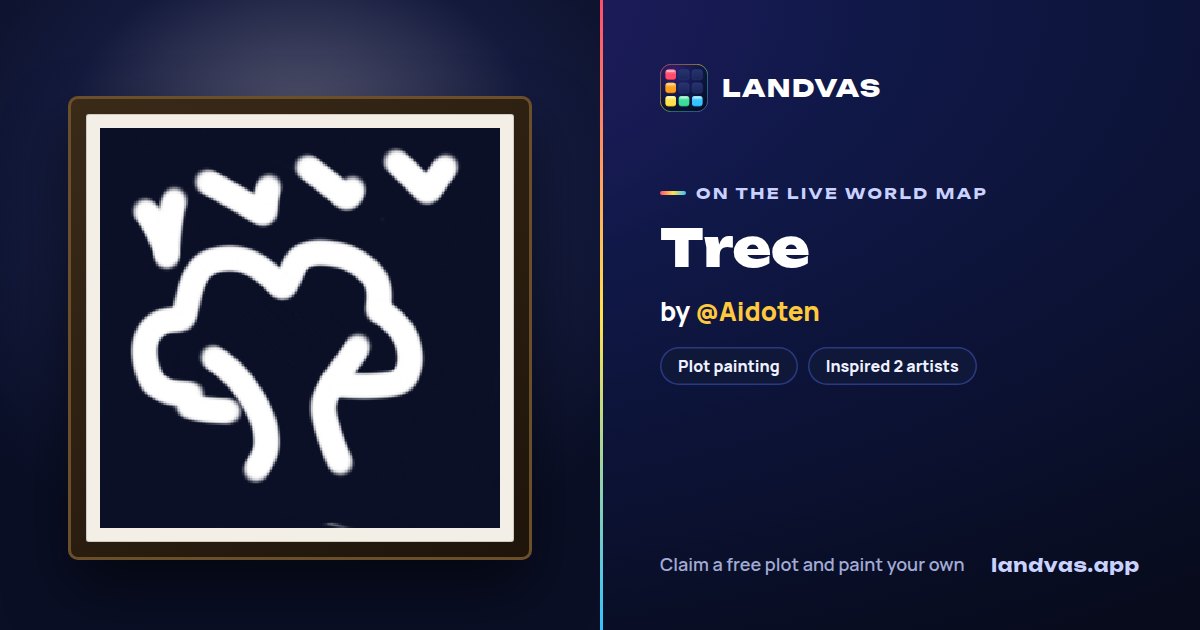 LANDVAS
ON THE LIVE WORLD MAP
Tree
by @Aidoten
Plot painting
Inspired 2 artists
Claim a free plot and paint your own
landvas.app